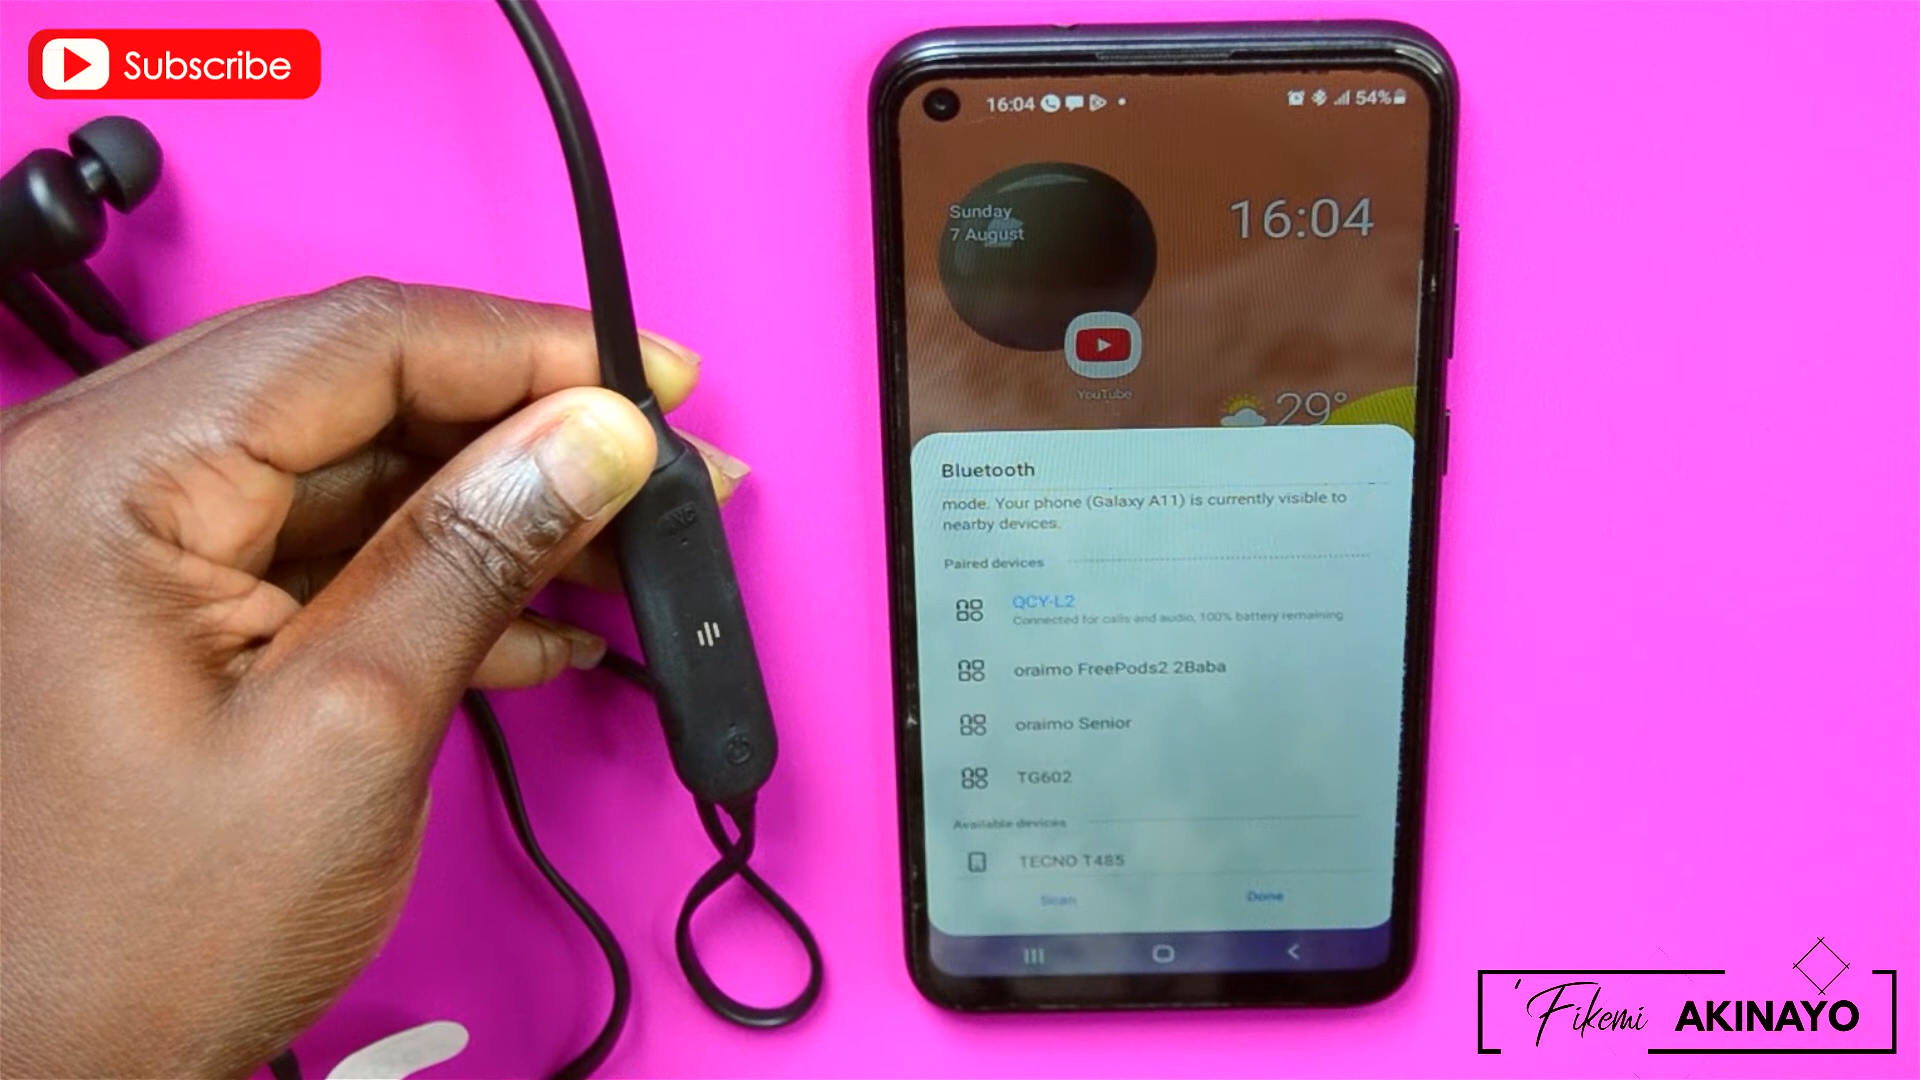 Subscribe
16:04
54%
Sunday
7 August
16:04
YouTube
29°
Bluetooth
mode. Your phone (Galaxy A11) is currently visible to
nearby devices.
Paired devices
QCY-L2
Connected for calls and audio, 100% battery remaining
oraimo FreePods2 2Baba
oraimo Senior
TG602
Available devices
TECNO T485
Scan
Done
ANC
'Fikemi AKINAYO